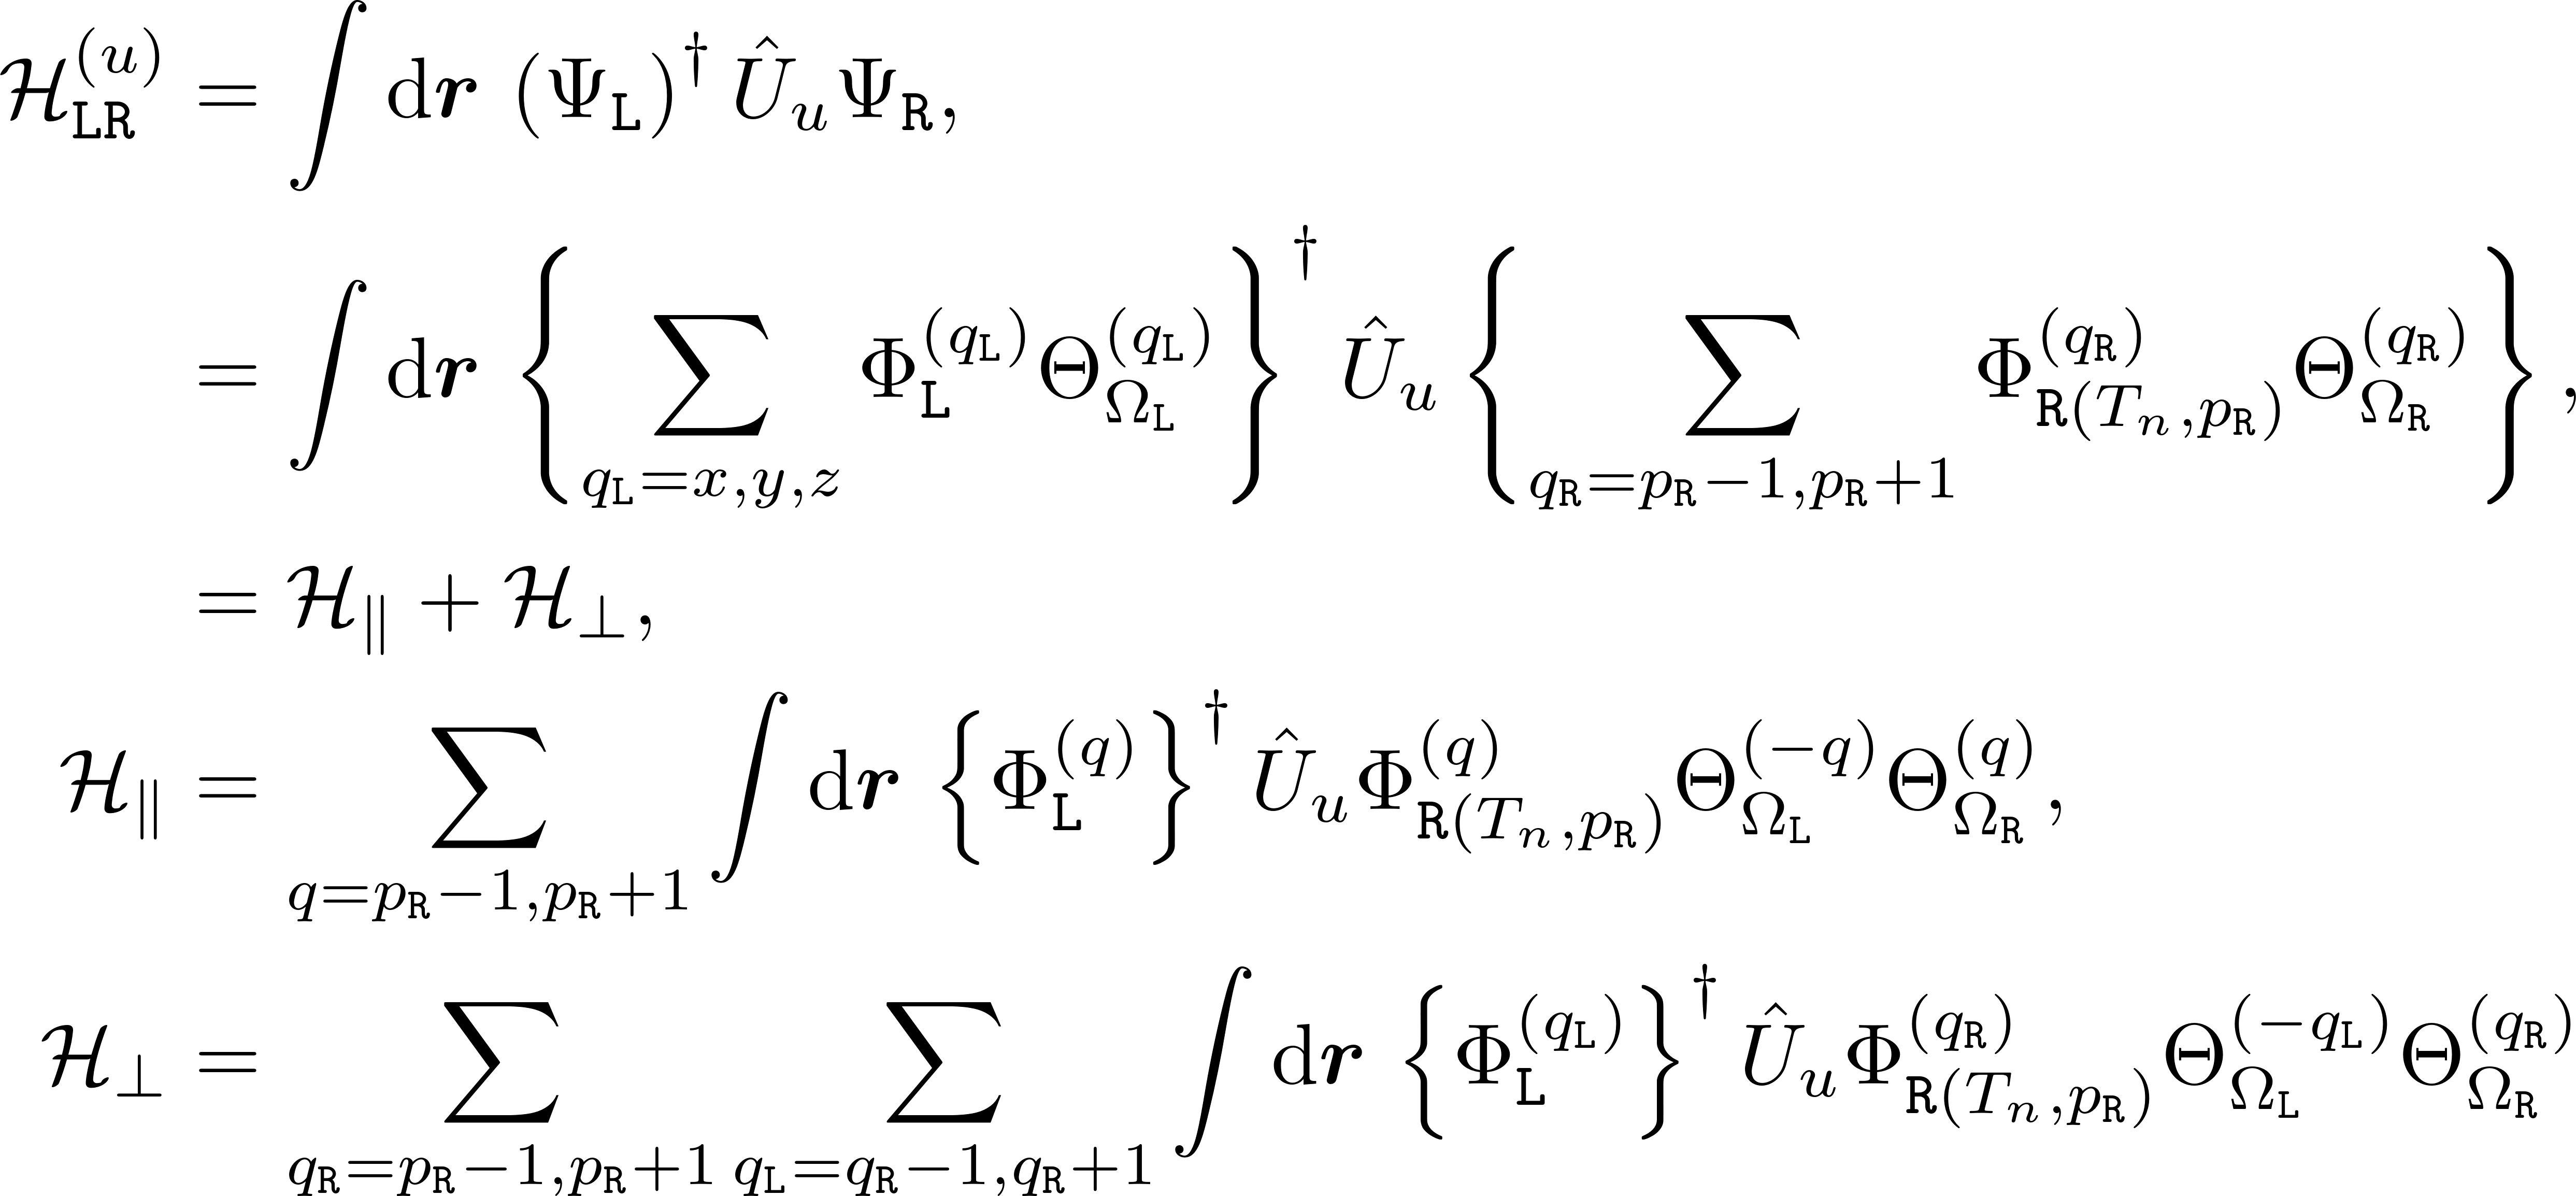 \mathcal{H}_{\mathtt{LR}}^{(u)} = \int \mathrm{d}\boldsymbol{r} \, (\Psi_{\mathtt{L}})^{\dagger} \hat{U}_u \Psi_{\mathtt{R}},
= \int \mathrm{d}\boldsymbol{r} \left\{ \sum_{q_{\mathtt{L}}=x,y,z} \Phi_{\mathtt{L}}^{(q_{\mathtt{L}})} \Theta_{\Omega_{\mathtt{L}}}^{(q_{\mathtt{L}})} \right\}^{\dagger} \hat{U}_u \left\{ \sum_{q_{\mathtt{R}}=p_{\mathtt{R}}-1,p_{\mathtt{R}}+1} \Phi_{\mathtt{R}(T_n,p_{\mathtt{R}})}^{(q_{\mathtt{R}})} \Theta_{\Omega_{\mathtt{R}}}^{(q_{\mathtt{R}})} \right\},
= \mathcal{H}_{\parallel} + \mathcal{H}_{\perp},
\mathcal{H}_{\parallel} = \sum_{q=p_{\mathtt{R}}-1,p_{\mathtt{R}}+1} \int \mathrm{d}\boldsymbol{r} \left\{ \Phi_{\mathtt{L}}^{(q)} \right\}^{\dagger} \hat{U}_u \Phi_{\mathtt{R}(T_n,p_{\mathtt{R}})}^{(q)} \Theta_{\Omega_{\mathtt{L}}}^{(-q)} \Theta_{\Omega_{\mathtt{R}}}^{(q)},
\mathcal{H}_{\perp} = \sum_{q_{\mathtt{R}}=p_{\mathtt{R}}-1,p_{\mathtt{R}}+1} \sum_{q_{\mathtt{L}}=q_{\mathtt{R}}-1,q_{\mathtt{R}}+1} \int \mathrm{d}\boldsymbol{r} \left\{ \Phi_{\mathtt{L}}^{(q_{\mathtt{L}})} \right\}^{\dagger} \hat{U}_u \Phi_{\mathtt{R}(T_n,p_{\mathtt{R}})}^{(q_{\mathtt{R}})} \Theta_{\Omega_{\mathtt{L}}}^{(-q_{\mathtt{L}})} \Theta_{\Omega_{\mathtt{R}}}^{(q_{\mathtt{R}})}